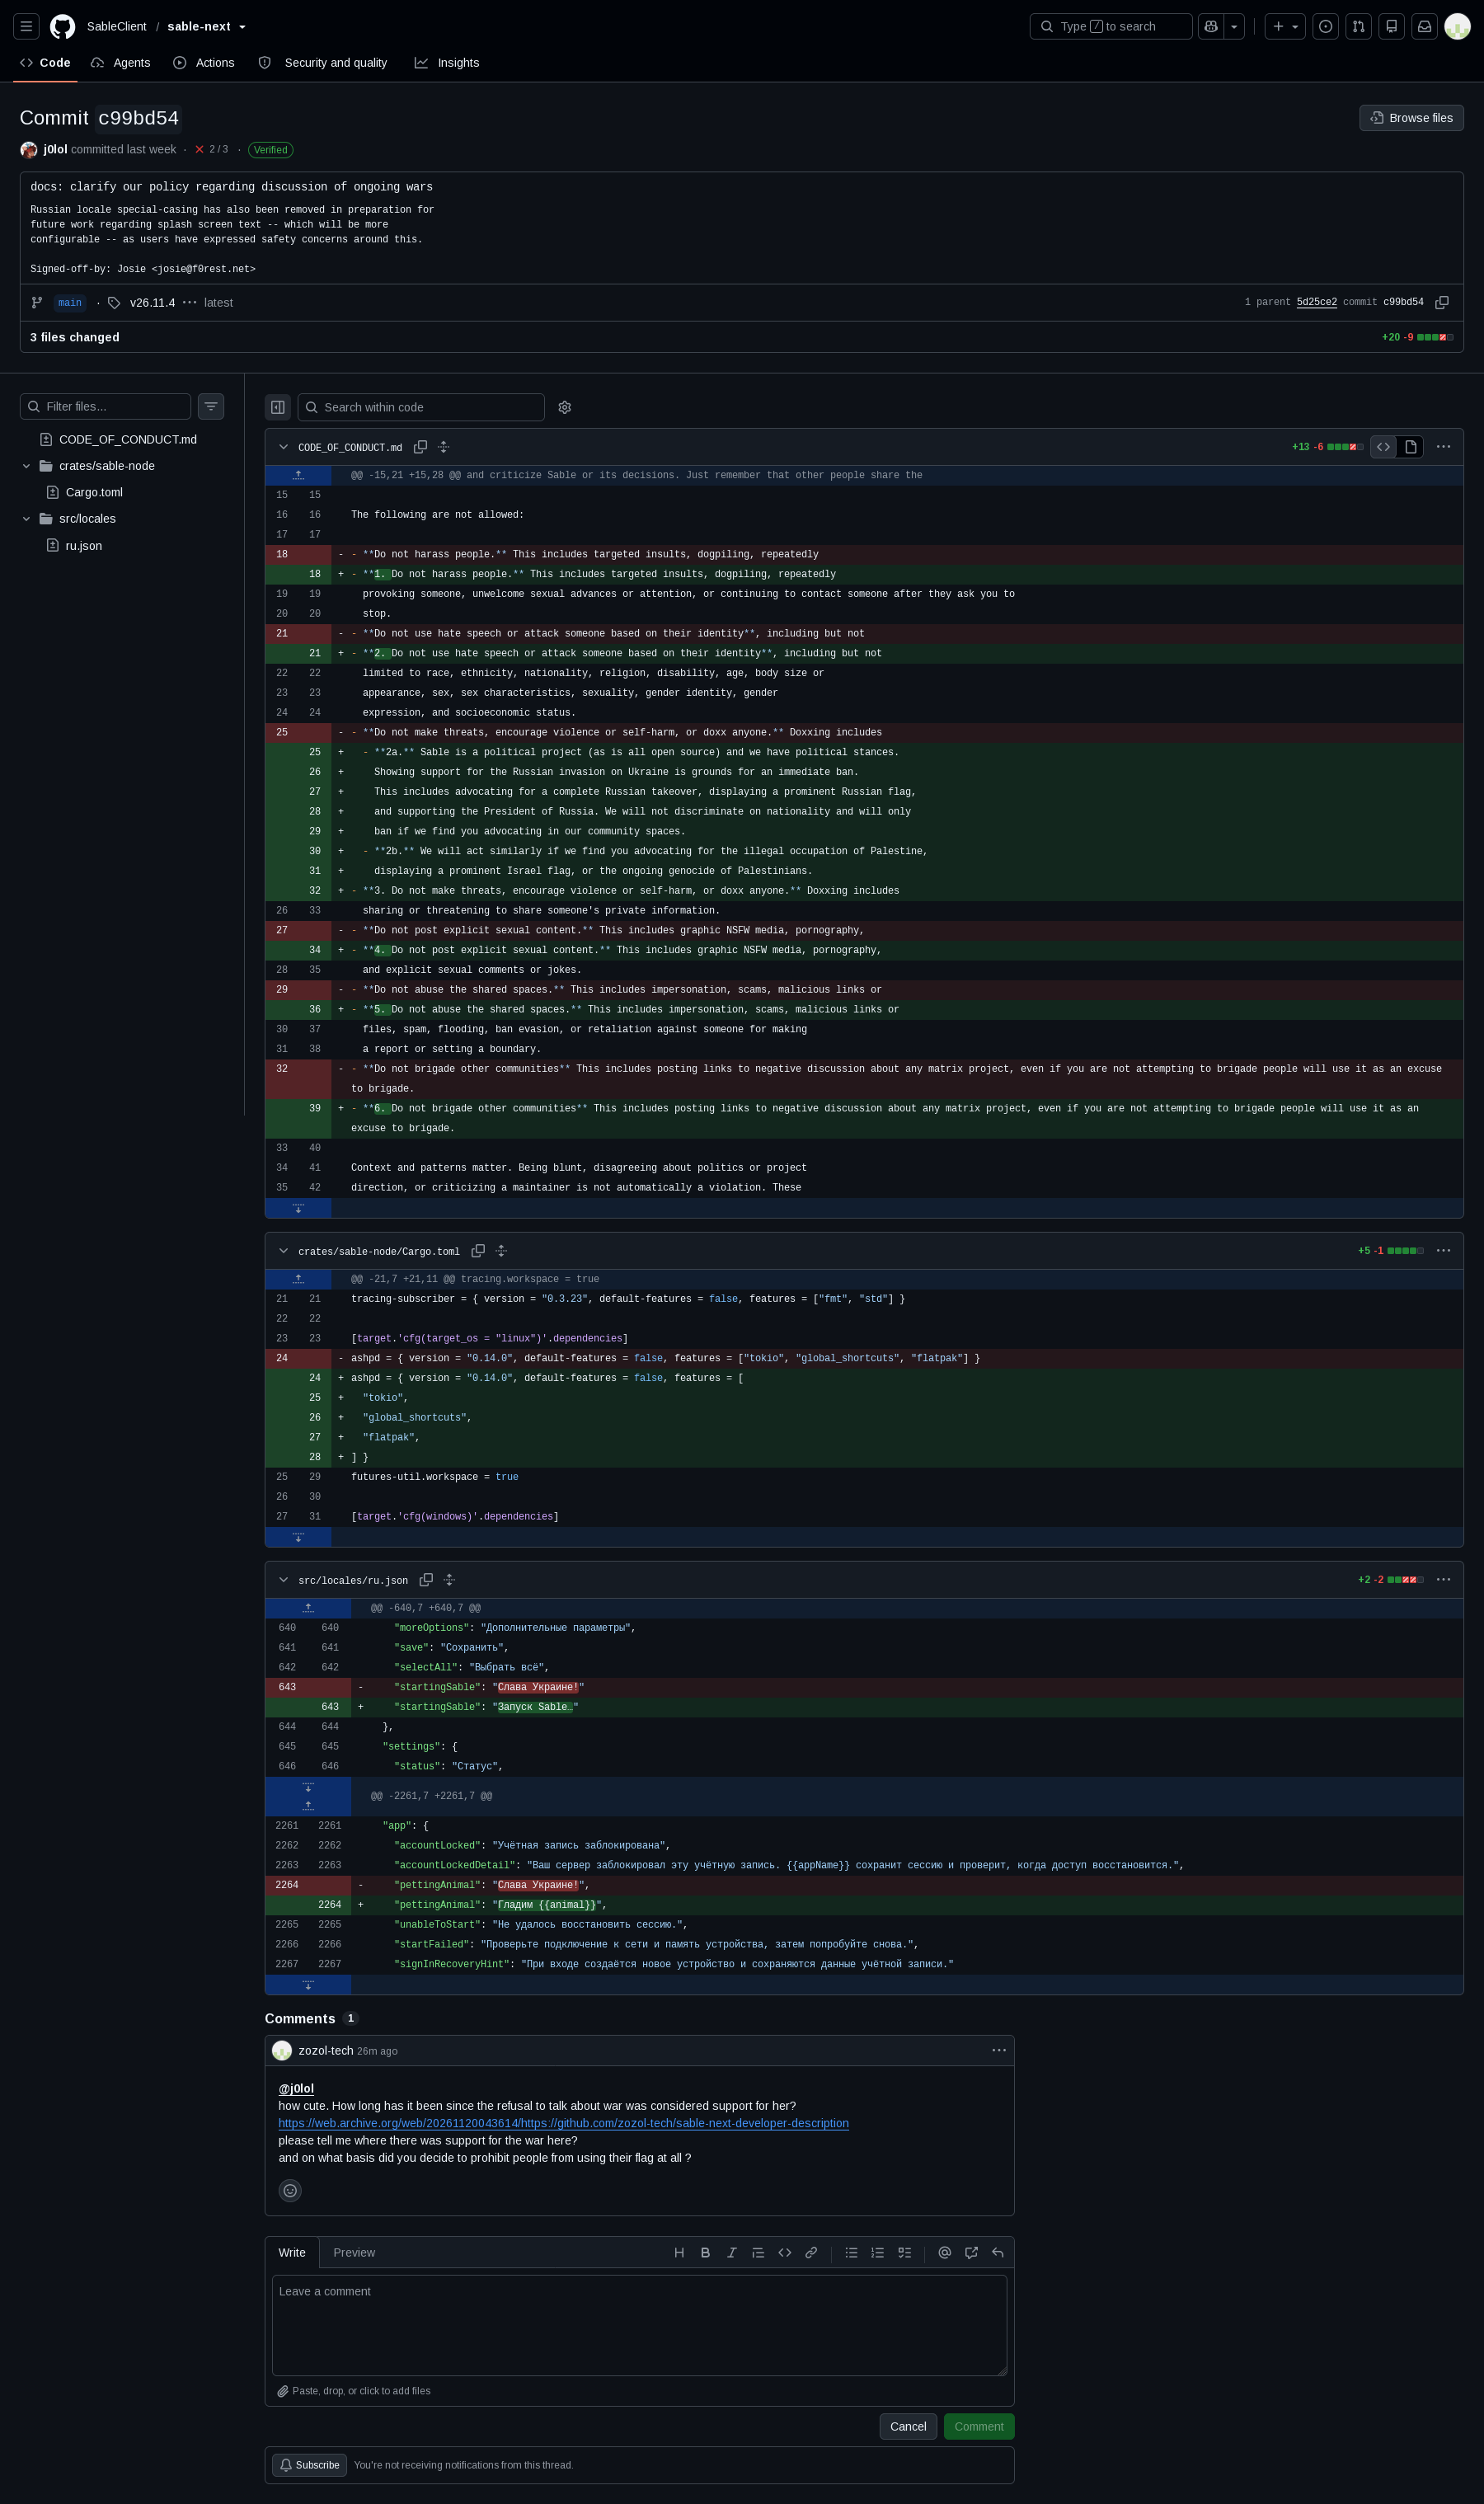 SableClient / sable-next
Type / to search
Code
Agents
Actions
Security and quality
Insights
Commit c99bd54
Browse files
j0lol committed last week · 2 / 3 · Verified
docs: clarify our policy regarding discussion of ongoing wars
Russian locale special-casing has also been removed in preparation for
future work regarding splash screen text -- which will be more
configurable -- as users have expressed safety concerns around this.
Signed-off-by: Josie <josie@f0rest.net>
main · v26.11.4 ··· latest
1 parent 5d25ce2 commit c99bd54
3 files changed
+20 -9
Filter files...
CODE_OF_CONDUCT.md
crates/sable-node
Cargo.toml
src/locales
ru.json
Search within code
CODE_OF_CONDUCT.md
+13 -6
@@ -15,21 +15,28 @@ and criticize Sable or its decisions. Just remember that other people share the
15 15
16 16 The following are not allowed:
17 17
18 - - **Do not harass people.** This includes targeted insults, dogpiling, repeatedly
18 + - **1. Do not harass people.** This includes targeted insults, dogpiling, repeatedly
19 19 provoking someone, unwelcome sexual advances or attention, or continuing to contact someone after they ask you to
20 20 stop.
21 - - **Do not use hate speech or attack someone based on their identity**, including but not
21 + - **2. Do not use hate speech or attack someone based on their identity**, including but not
22 22 limited to race, ethnicity, nationality, religion, disability, age, body size or
23 23 appearance, sex, sex characteristics, sexuality, gender identity, gender
24 24 expression, and socioeconomic status.
25 - - **Do not make threats, encourage violence or self-harm, or doxx anyone.** Doxxing includes
25 + - **2a.** Sable is a political project (as is all open source) and we have political stances.
26 + Showing support for the Russian invasion on Ukraine is grounds for an immediate ban.
27 + This includes advocating for a complete Russian takeover, displaying a prominent Russian flag,
28 + and supporting the President of Russia. We will not discriminate on nationality and will only
29 + ban if we find you advocating in our community spaces.
30 + - **2b.** We will act similarly if we find you advocating for the illegal occupation of Palestine,
31 + displaying a prominent Israel flag, or the ongoing genocide of Palestinians.
32 + - **3. Do not make threats, encourage violence or self-harm, or doxx anyone.** Doxxing includes
26 33 sharing or threatening to share someone's private information.
27 - - **Do not post explicit sexual content.** This includes graphic NSFW media, pornography,
34 + - **4. Do not post explicit sexual content.** This includes graphic NSFW media, pornography,
28 35 and explicit sexual comments or jokes.
29 - - **Do not abuse the shared spaces.** This includes impersonation, scams, malicious links or
36 + - **5. Do not abuse the shared spaces.** This includes impersonation, scams, malicious links or
30 37 files, spam, flooding, ban evasion, or retaliation against someone for making
31 38 a report or setting a boundary.
32 - - **Do not brigade other communities** This includes posting links to negative discussion about any matrix project, even if you are not attempting to brigade people will use it as an excuse
to brigade.
39 + - **6. Do not brigade other communities** This includes posting links to negative discussion about any matrix project, even if you are not attempting to brigade people will use it as an
excuse to brigade.
33 40
34 41 Context and patterns matter. Being blunt, disagreeing about politics or project
35 42 direction, or criticizing a maintainer is not automatically a violation. These
crates/sable-node/Cargo.toml
+5 -1
@@ -21,7 +21,11 @@ tracing.workspace = true
21 21 tracing-subscriber = { version = "0.3.23", default-features = false, features = ["fmt", "std"] }
22 22
23 23 [target.'cfg(target_os = "linux")'.dependencies]
24 - ashpd = { version = "0.14.0", default-features = false, features = ["tokio", "global_shortcuts", "flatpak"] }
24 + ashpd = { version = "0.14.0", default-features = false, features = [
25 + "tokio",
26 + "global_shortcuts",
27 + "flatpak",
28 + ] }
25 29 futures-util.workspace = true
26 30
27 31 [target.'cfg(windows)'.dependencies]
src/locales/ru.json
+2 -2
@@ -640,7 +640,7 @@
640 640 "moreOptions": "Дополнительные параметры",
641 641 "save": "Сохранить",
642 642 "selectAll": "Выбрать всё",
643 - "startingSable": "Слава Украине!"
643 + "startingSable": "Запуск Sable…"
644 644 },
645 645 "settings": {
646 646 "status": "Статус",
@@ -2261,7 +2261,7 @@
2261 2261 "app": {
2262 2262 "accountLocked": "Учётная запись заблокирована",
2263 2263 "accountLockedDetail": "Ваш сервер заблокировал эту учётную запись. {{appName}} сохранит сессию и проверит, когда доступ восстановится.",
2264 - "pettingAnimal": "Слава Украине!",
2264 + "pettingAnimal": "Гладим {{animal}}",
2265 2265 "unableToStart": "Не удалось восстановить сессию.",
2266 2266 "startFailed": "Проверьте подключение к сети и память устройства, затем попробуйте снова.",
2267 2267 "signInRecoveryHint": "При входе создаётся новое устройство и сохраняются данные учётной записи."
Comments 1
zozol-tech 26m ago
@j0lol
how cute. How long has it been since the refusal to talk about war was considered support for her?
https://web.archive.org/web/20261120043614/https://github.com/zozol-tech/sable-next-developer-description
please tell me where there was support for the war here?
and on what basis did you decide to prohibit people from using their flag at all ?
Write
Preview
Leave a comment
Paste, drop, or click to add files
Cancel
Comment
Subscribe
You're not receiving notifications from this thread.